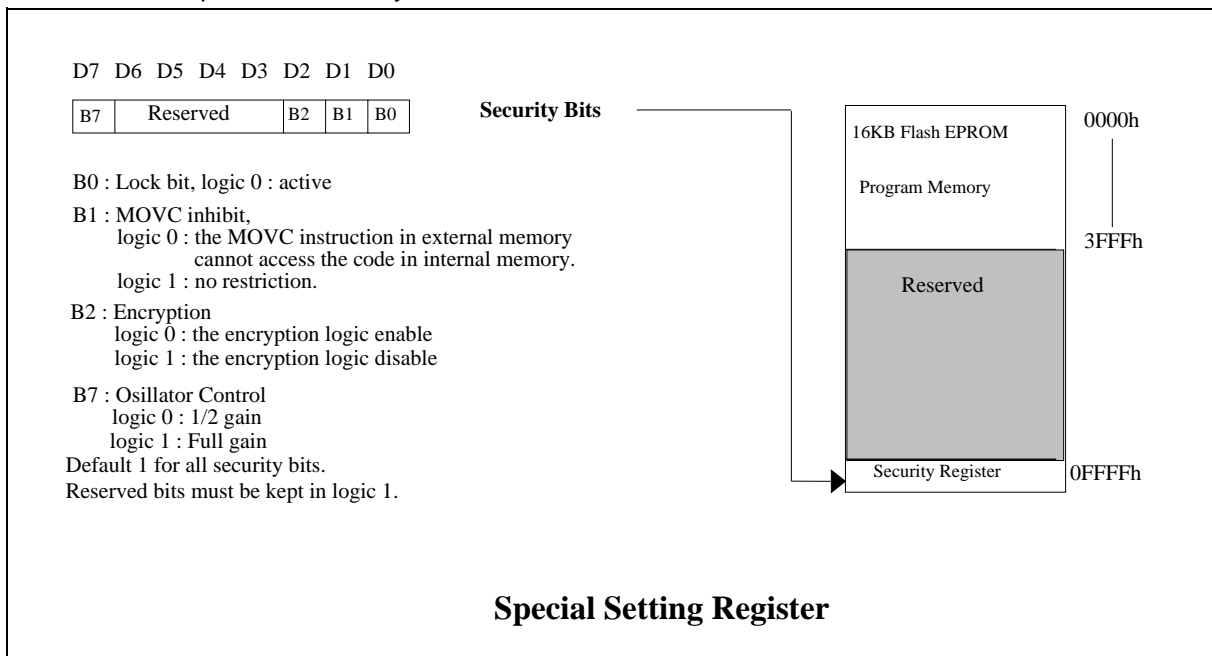 D7 D6 D5 D4 D3 D2 D1 D0
B7 Reserved B2 B1 B0
Security Bits
B0 : Lock bit, logic 0 : active
B1 : MOVC inhibit,
logic 0 : the MOVC instruction in external memory
cannot access the code in internal memory.
logic 1 : no restriction.
B2 : Encryption
logic 0 : the encryption logic enable
logic 1 : the encryption logic disable
B7 : Osillator Control
logic 0 : 1/2 gain
logic 1 : Full gain
Default 1 for all security bits.
Reserved bits must be kept in logic 1.
16KB Flash EPROM
Program Memory
0000h
3FFFh
Reserved
Security Register
0FFFFh
Special Setting Register